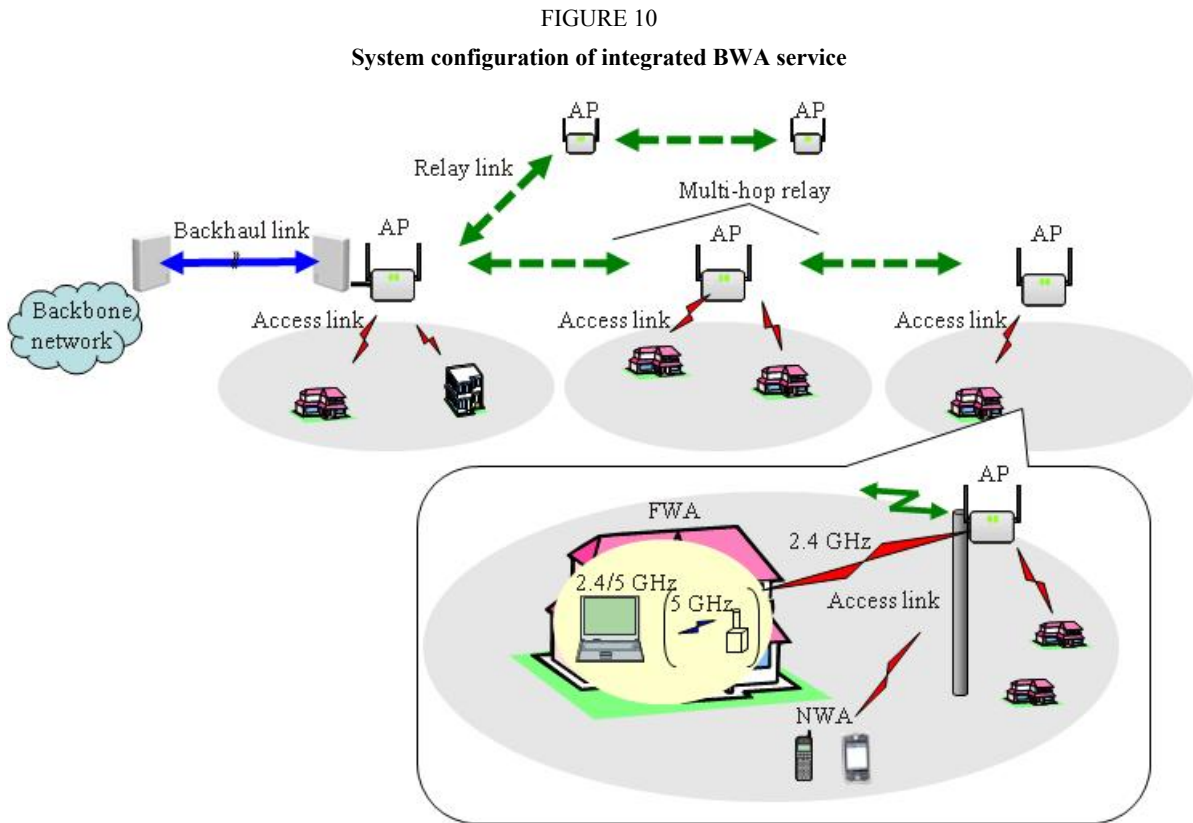 FIGURE 10
System configuration of integrated BWA service
AP
AP
Relay link
Multi-hop relay
Backhaul link
AP
AP
AP
Backbone
network
Access link
Access link
Access link
AP
FWA
2.4 GHz
2.4/5 GHz
5 GHz
Access link
NWA